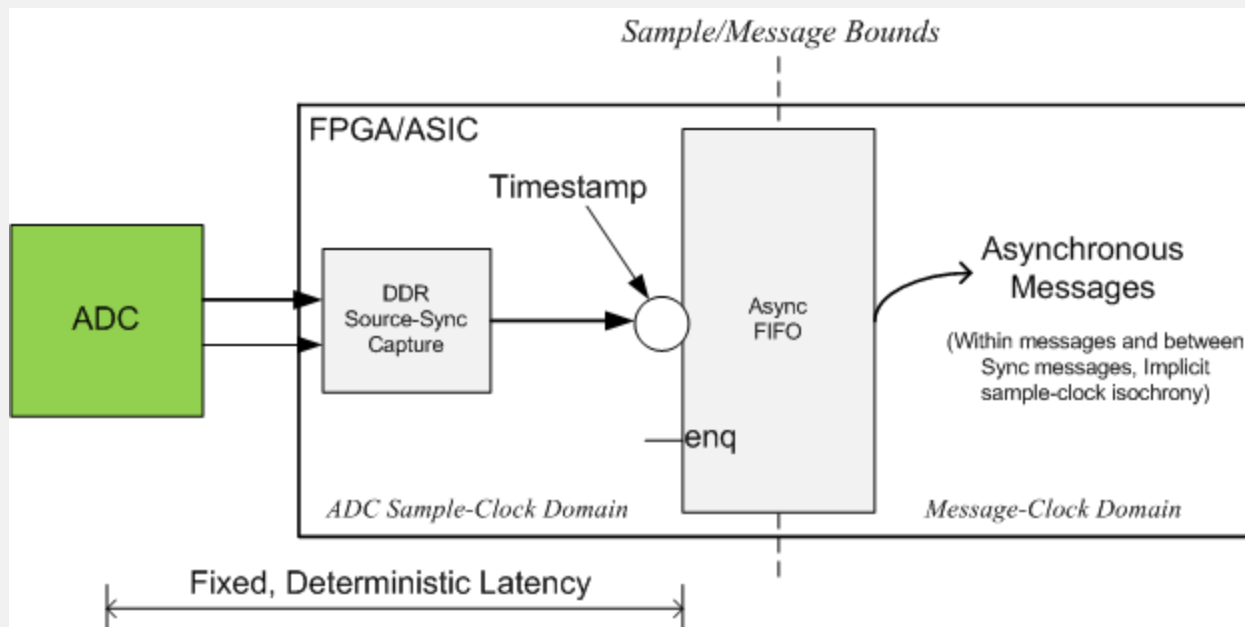 Sample/Message Bounds
FPGA/ASIC
Timestamp
ADC
DDR
Source-Sync
Capture
Async
FIFO
Asynchronous
Messages
(Within messages and between
Sync messages, Implicit
sample-clock isochrony)
enq
ADC Sample-Clock Domain
Message-Clock Domain
Fixed, Deterministic Latency